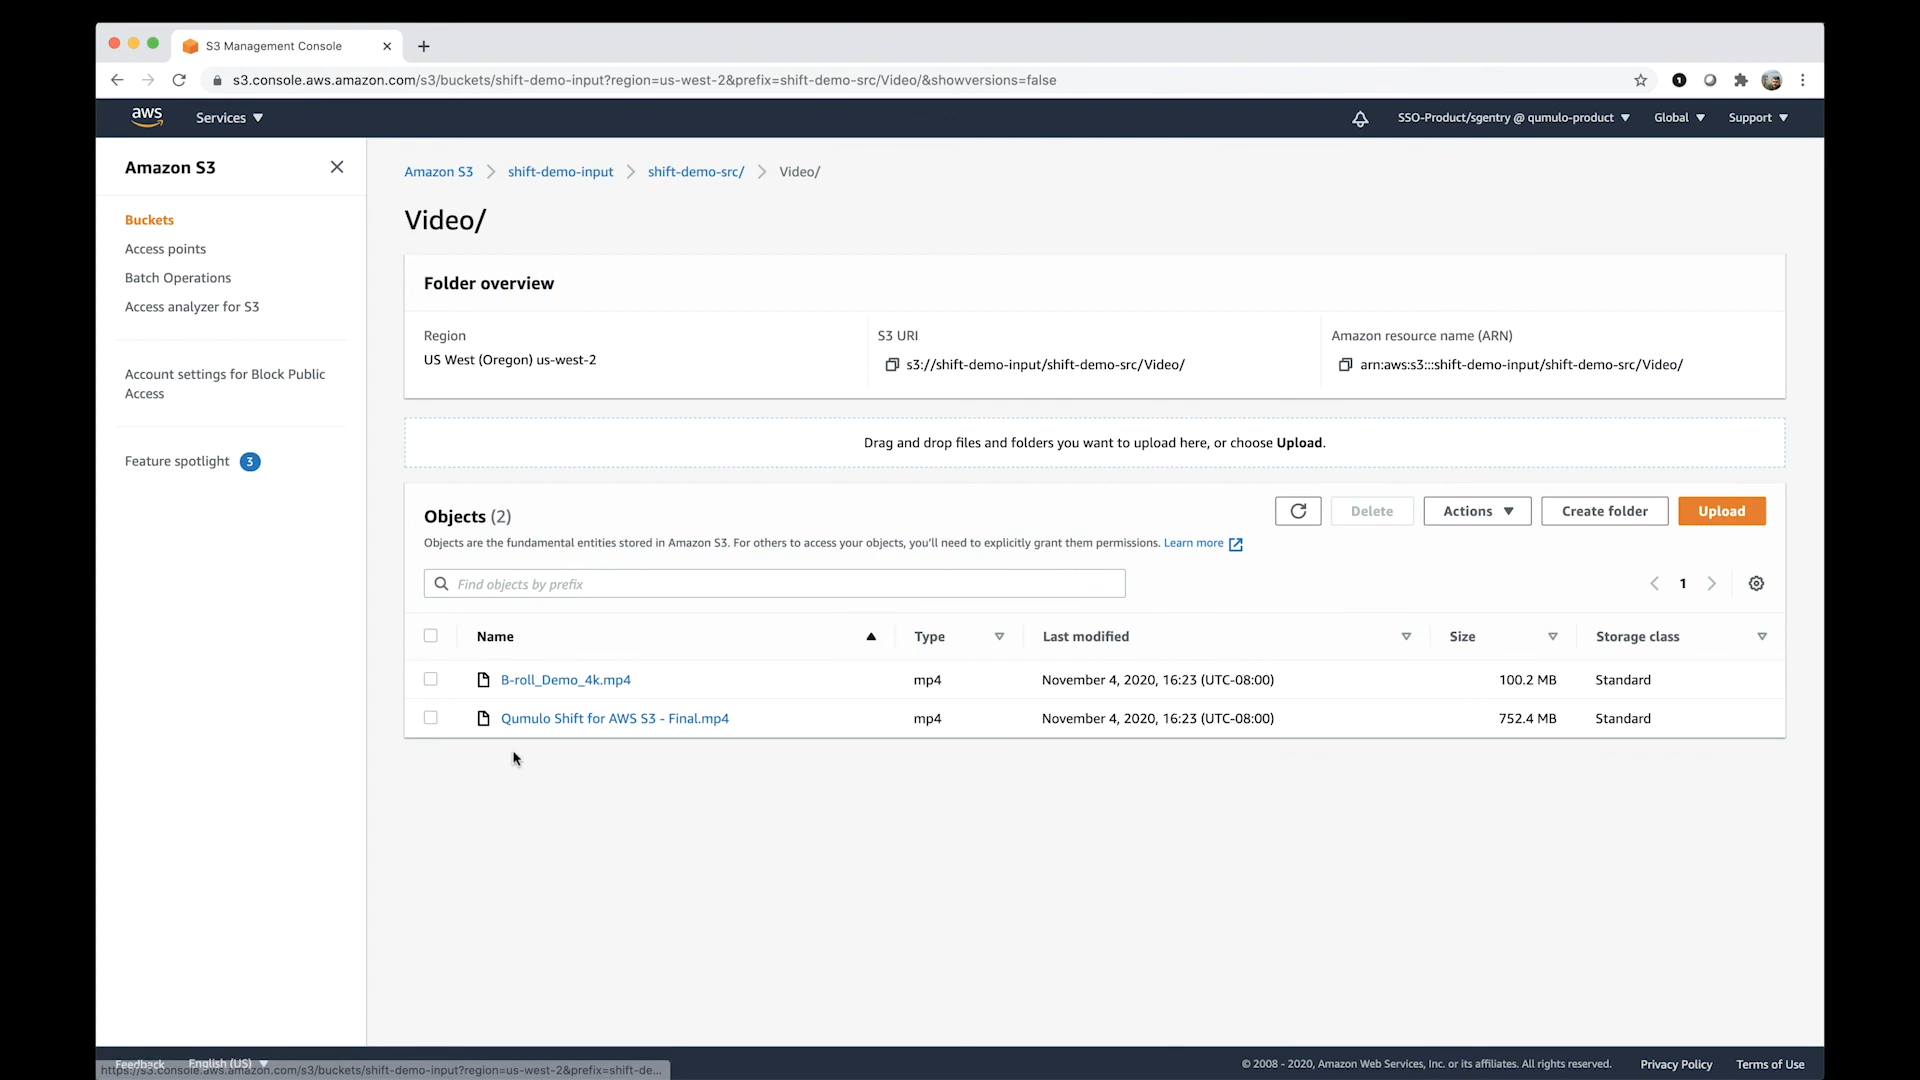 S3 Management Console
s3.console.aws.amazon.com/s3/buckets/shift-demo-input?region=us-west-2&prefix=shift-demo-src/Video/&showversions=false
aws
Services
SSO-Product/sgentry @ qumulo-product
Global
Support
Amazon S3
Buckets
Access points
Batch Operations
Access analyzer for S3
Account settings for Block Public
Access
Feature spotlight 3
Amazon S3
shift-demo-input
shift-demo-src/
Video/
Video/
Folder overview
Region
US West (Oregon) us-west-2
S3 URI
s3://shift-demo-input/shift-demo-src/Video/
Amazon resource name (ARN)
arn:aws:s3:::shift-demo-input/shift-demo-src/Video/
Drag and drop files and folders you want to upload here, or choose Upload.
Objects (2)
Delete
Actions
Create folder
Upload
Objects are the fundamental entities stored in Amazon S3. For others to access your objects, you'll need to explicitly grant them permissions. Learn more
Find objects by prefix
1
Name Type Last modified Size Storage class
B-roll_Demo_4k.mp4 mp4 November 4, 2020, 16:23 (UTC-08:00) 100.2 MB Standard
Qumulo Shift for AWS S3 - Final.mp4 mp4 November 4, 2020, 16:23 (UTC-08:00) 752.4 MB Standard
Feedback
English (US)
https://s3.console.aws.amazon.com/s3/buckets/shift-demo-input?region=us-west-2&prefix=shift-de...
© 2008 - 2020, Amazon Web Services, Inc. or its affiliates. All rights reserved.
Privacy Policy
Terms of Use